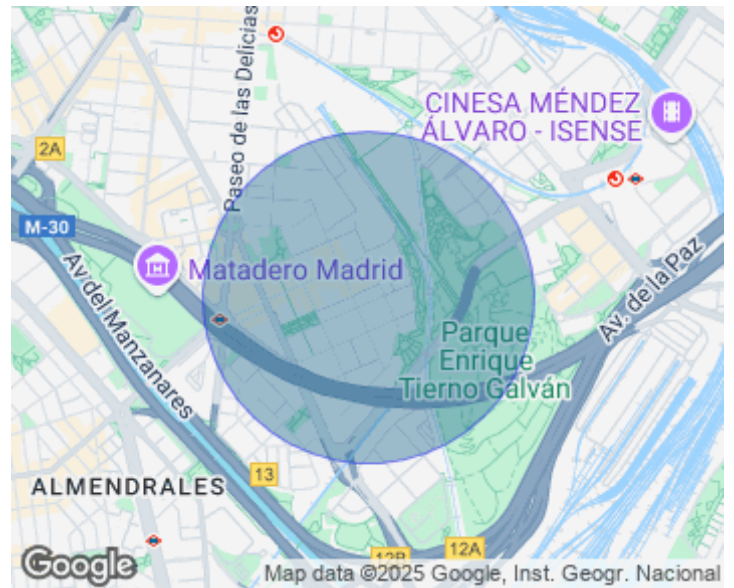 Paseo de las Delicias
CINESA MÉNDEZ
ÁLVARO - ISENSE
2A
M-30
Matadero Madrid
Av. del Manzanares
Av. de la Paz
Parque
Enrique
Tierno Galván
13
ALMENDRALES
12B
12A
Google
Map data ©2025 Google, Inst. Geogr. Nacional